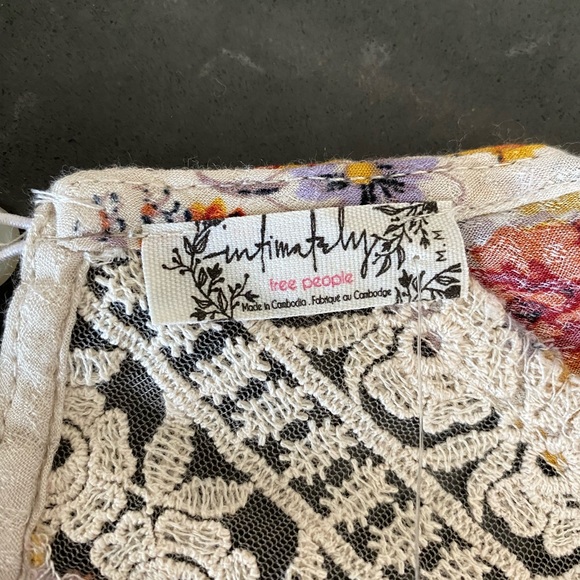 intimately
free people
Made in Cambodia . Fabriqué au Cambodge
M.M